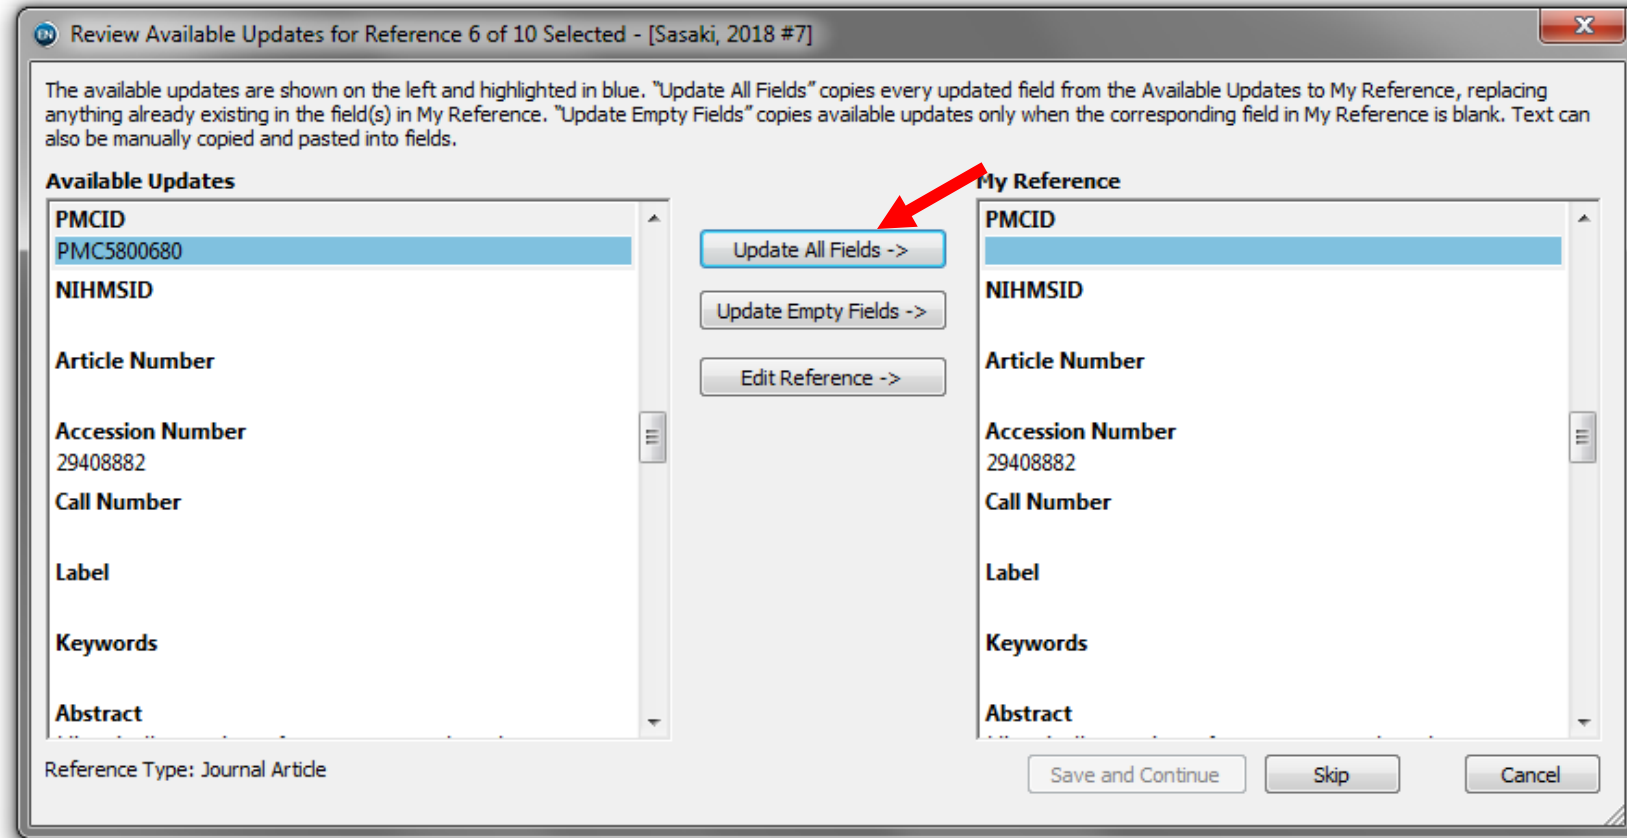 EN
Review Available Updates for Reference 6 of 10 Selected - [Sasaki, 2018 #7]
The available updates are shown on the left and highlighted in blue. “Update All Fields” copies every updated field from the Available Updates to My Reference, replacing
anything already existing in the field(s) in My Reference. “Update Empty Fields” copies available updates only when the corresponding field in My Reference is blank. Text can
also be manually copied and pasted into fields.
Available Updates
PMCID
PMC5800680
NIHMSID
Article Number
Accession Number
29408882
Call Number
Label
Keywords
Abstract
Update All Fields ->
Update Empty Fields ->
Edit Reference ->
My Reference
PMCID
NIHMSID
Article Number
Accession Number
29408882
Call Number
Label
Keywords
Abstract
Reference Type: Journal Article
Save and Continue
Skip
Cancel